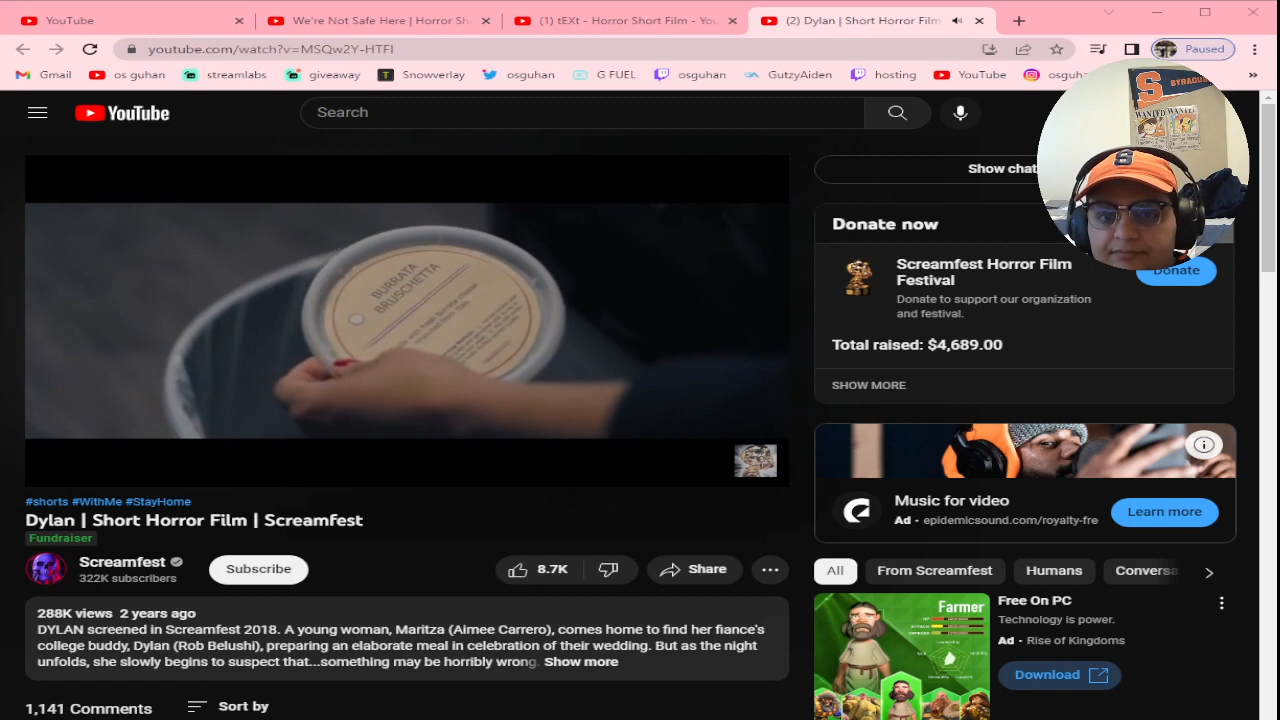 YouTube
We're Not Safe Here | Horror Sh
(1) tEXt - Horror Short Film - You
(2) Dylan | Short Horror Film
youtube.com/watch?v=MSQw2Y-HTFI
Paused
Gmail
os guhan
streamlabs
giveaway
Snowverlay
osguhan
G FUEL
osguhan
GutzyAiden
hosting
YouTube
osguh
SYRACUS
WANTED WANTED
YouTube
Search
Show chat
BURRATA
BRUSCHETTA
Donate now
Screamfest Horror Film
Festival
Donate to support our organization
and festival.
Donate
Total raised: $4,689.00
SHOW MORE
#shorts #WithMe #StayHome
Dylan | Short Horror Film | Screamfest
Fundraiser
Screamfest
322K subscribers
Subscribe
8.7K
Share
288K views 2 years ago
DYLAN screened in Screamfest 2018. A young woman, Maritza (Aimee Cucco), comes home to find her fiance's
college buddy, Dylan (Rob Belushi), preparing an elaborate meal in celebration of their wedding. But as the night
unfolds, she slowly begins to suspect that...something may be horribly wrong. Show more
1,141 Comments
Sort by
Music for video
Ad · epidemicsound.com/royalty-fre
Learn more
All
From Screamfest
Humans
Conversa
Farmer
Free On PC
Technology is power.
Ad · Rise of Kingdoms
Download